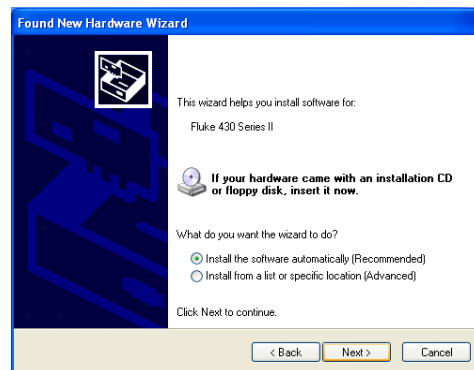 Found New Hardware Wizard
This wizard helps you install software for:
Fluke 430 Series II
If your hardware came with an installation CD
or floppy disk, insert it now.
What do you want the wizard to do?
Install the software automatically (Recommended)
Install from a list or specific location (Advanced)
Click Next to continue.
< Back Next > Cancel